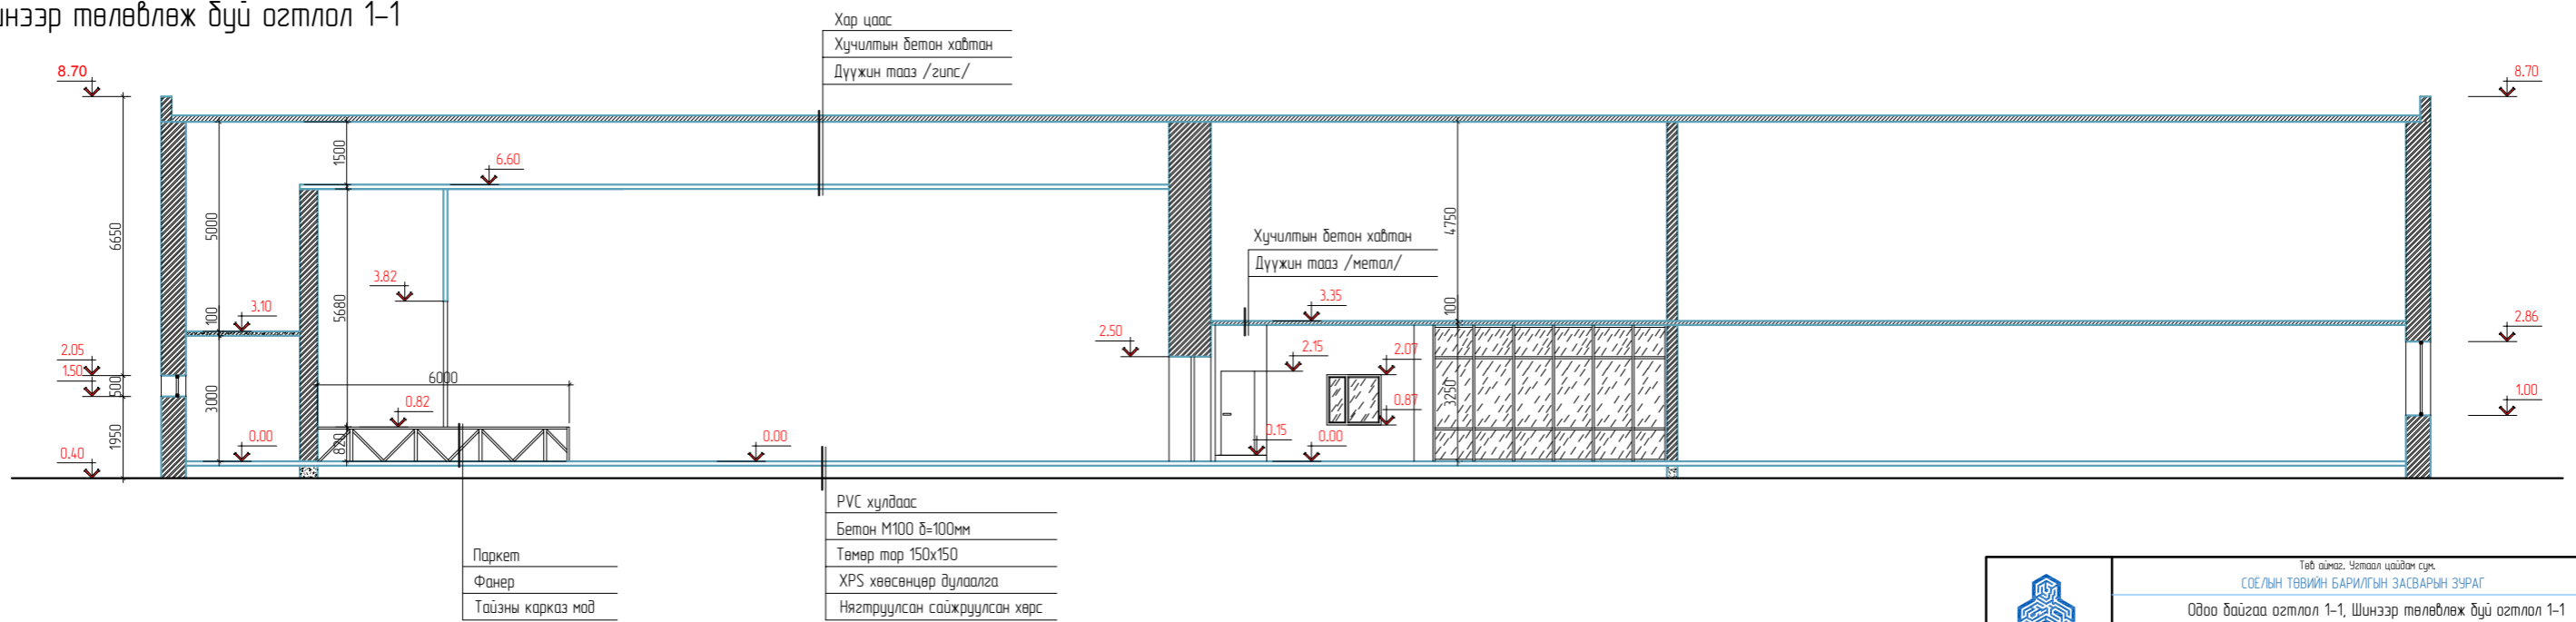 төлөвлөж буй огтлол 1-1
Хар цаас
Хучилтын бетон хавтан
Дүүжин тааз /гипс/
8.70
8.70
1500
6.60
6650
5000
4750
Хучилтын бетон хавтан
Дүүжин тааз /метал/
3.82
5680
3.10
100
3.35
100
2.50
2.86
2.05
2.15
2.07
1.50
500
6000
3000
3250
1.00
0.82
0.87
1950
820
0.00
0.00
0.15
0.00
0.40
PVC хулдаас
Бетон М100 δ=100мм
Төмөр тор 150x150
XPS хөөсөнцөр дулаалга
Нягтруулсан сайжруулсан хөрс
Паркет
Фанер
Тайзны карказ мод
Төв аймаг. Угтаал цайдам сум.
СОЁЛЫН ТӨВИЙН БАРИЛГЫН ЗАСВАРЫН ЗУРАГ
Одоо байгаа огтлол 1-1, Шинээр төлөвлөж буй огтлол 1-1